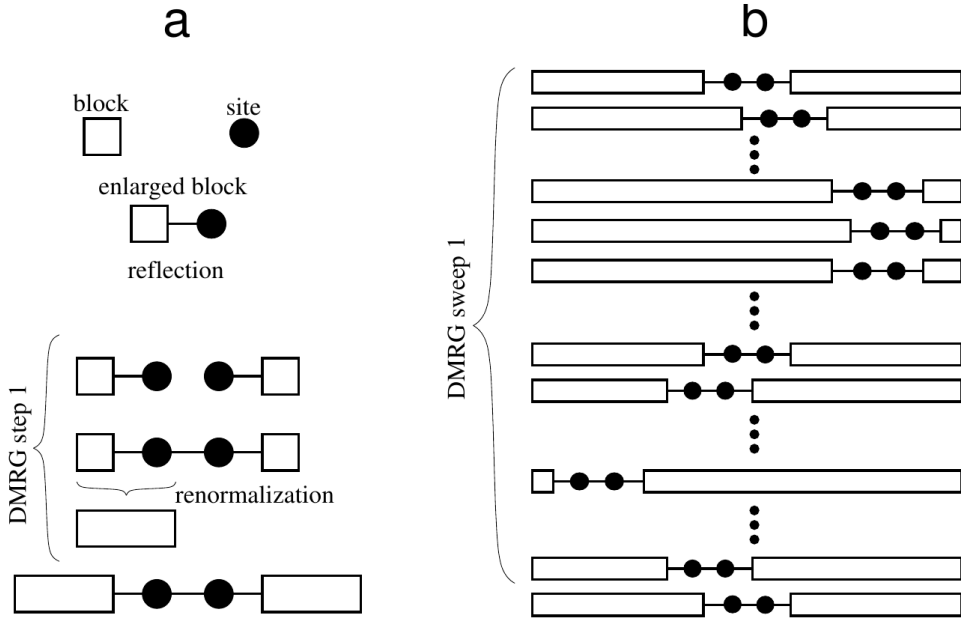 a
b
block
site
enlarged block
reflection
DMRG step 1
renormalization
DMRG sweep 1